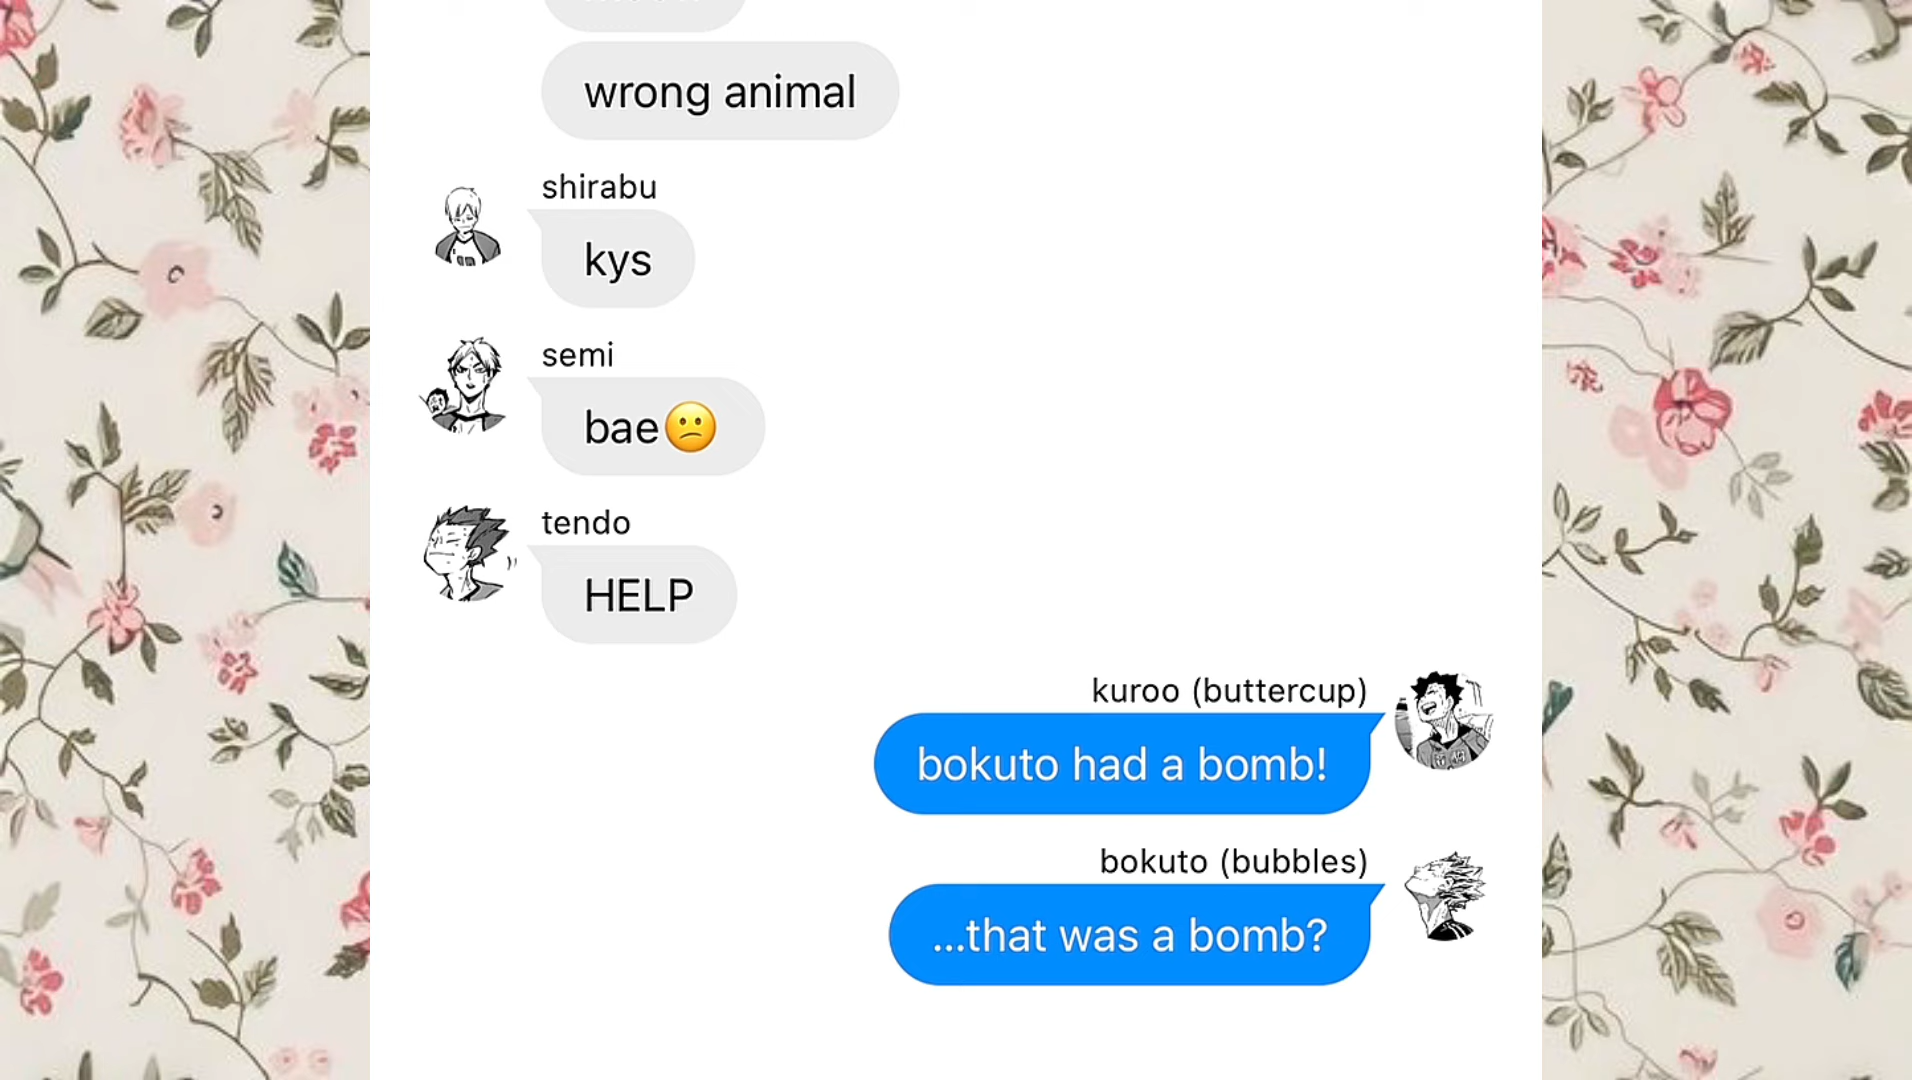 wrong animal
shirabu
kys
semi
bae😕
tendo
HELP
kuroo (buttercup)
bokuto had a bomb!
bokuto (bubbles)
...that was a bomb?